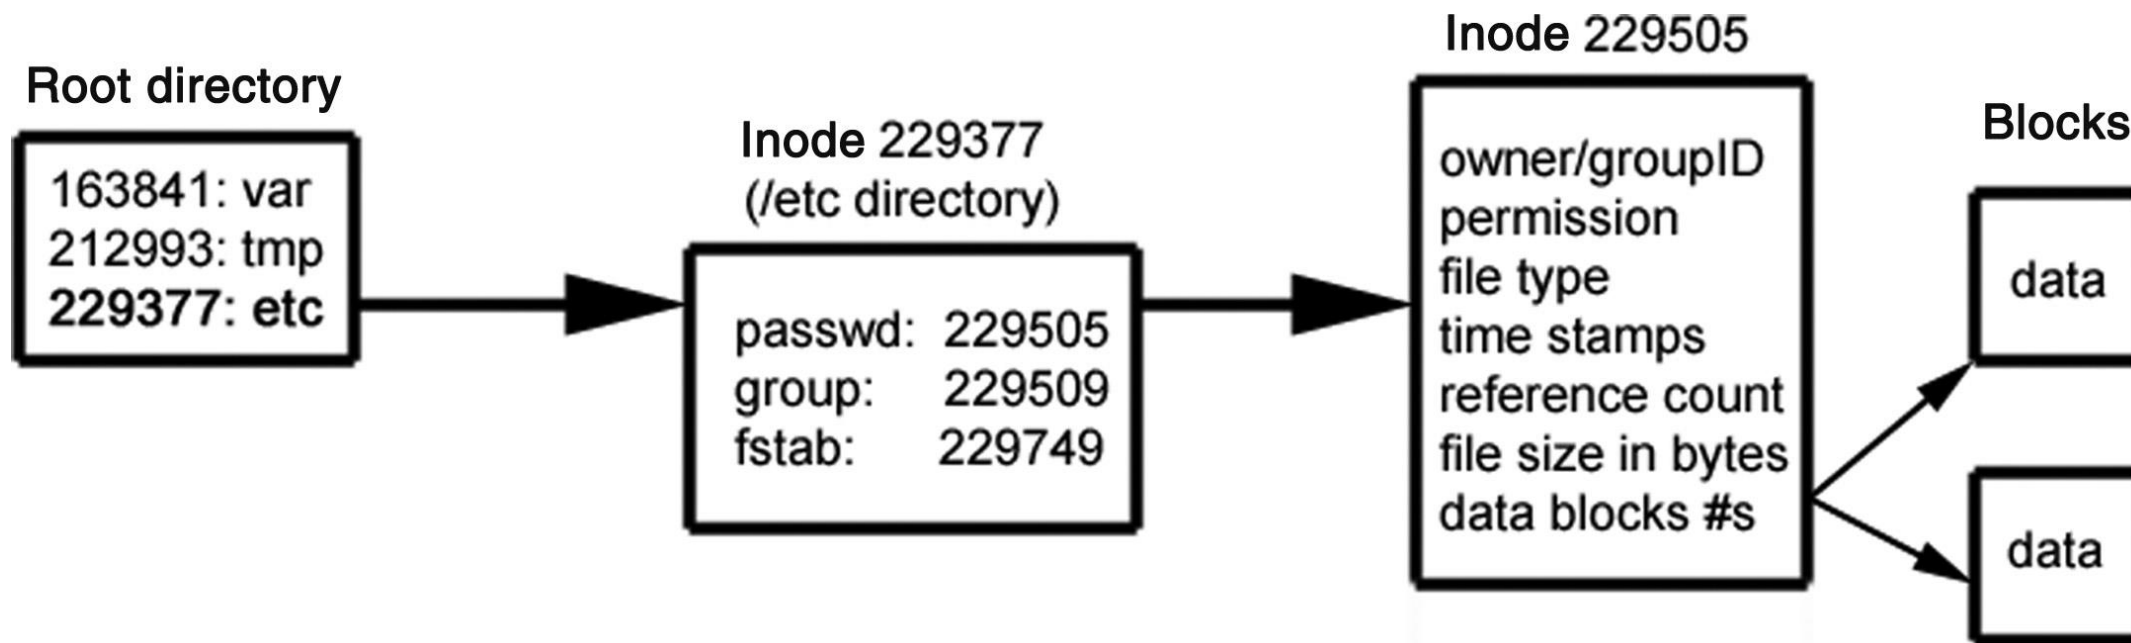 Root directory
163841: var
212993: tmp
229377: etc
Inode 229377
(/etc directory)
passwd: 229505
group: 229509
fstab: 229749
Inode 229505
owner/groupID
permission
file type
time stamps
reference count
file size in bytes
data blocks #s
Blocks
data
data